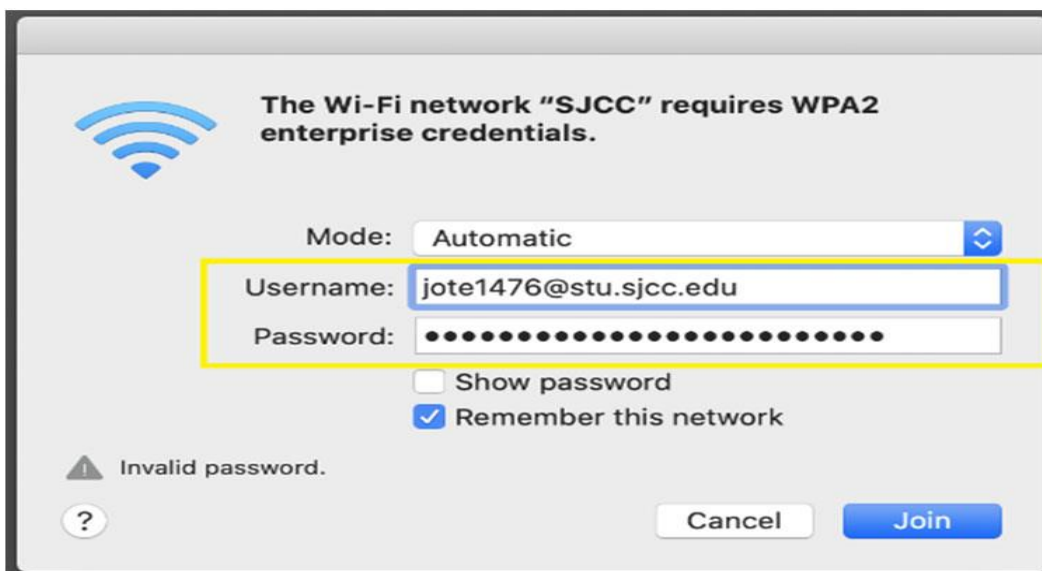 The Wi-Fi network “SJCC” requires WPA2
enterprise credentials.
Mode: Automatic
Username: jote1476@stu.sjcc.edu
Password: ●●●●●●●●●●●●●●●●●●●●●●●●●
Show password
Remember this network
Invalid password.
? Cancel Join